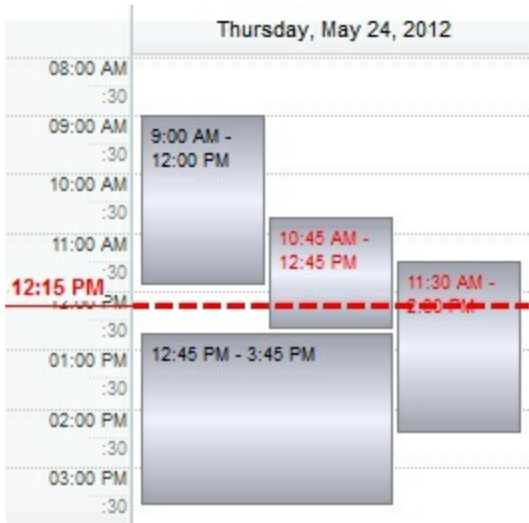 Thursday, May 24, 2012
08:00 AM
:30
09:00 AM
:30
10:00 AM
:30
11:00 AM
:30
12:15 PM
12:00 PM
:30
01:00 PM
:30
02:00 PM
:30
03:00 PM
:30
9:00 AM -
12:00 PM
10:45 AM -
12:45 PM
11:30 AM -
12:45 PM - 3:45 PM